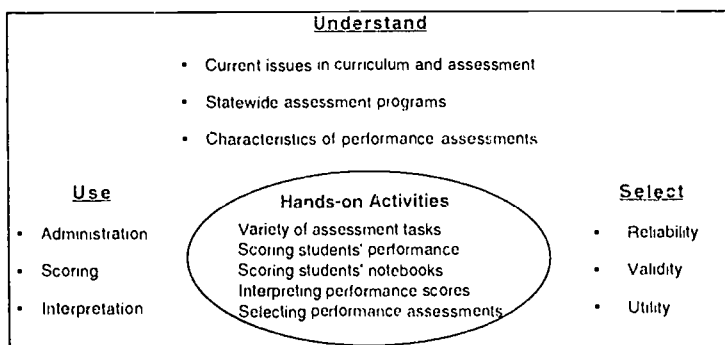 Understand
• Current issues in curriculum and assessment
• Statewide assessment programs
• Characteristics of performance assessments
Use
• Administration
• Scoring
• Interpretation
Hands-on Activities
Variety of assessment tasks
Scoring students' performance
Scoring students' notebooks
Interpreting performance scores
Selecting performance assessments
Select
• Reliability
• Validity
• Utility